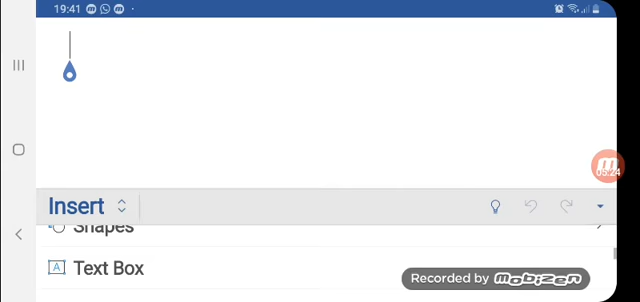 19:41
m
05:24
Insert
Shapes
A Text Box
Recorded by mobizen